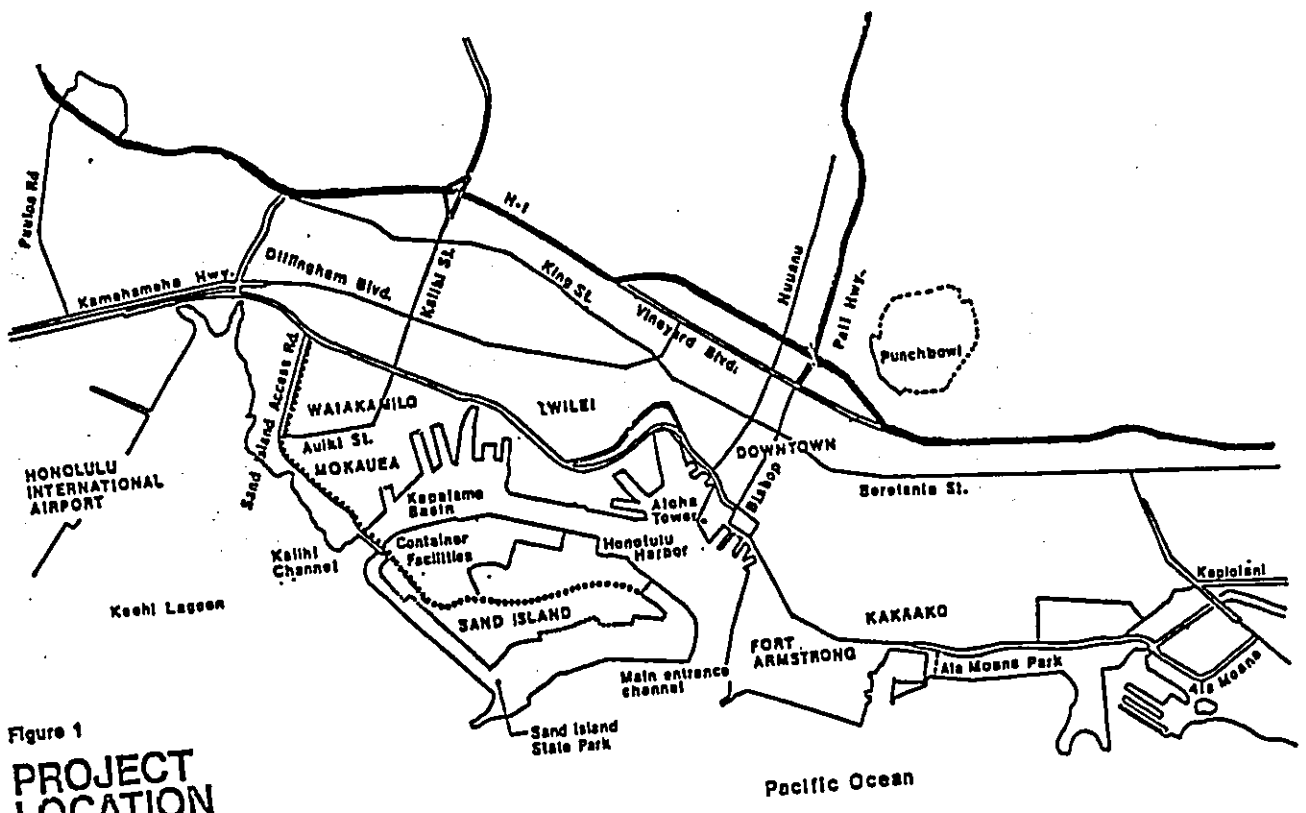 Puuloa Rd
Kamehameha Hwy.
Dillingham Blvd.
Kalihi St.
H-1
King St.
Vineyard Blvd.
Nuuanu
Pali Hwy.
Punchbowl
Sand Island Access Rd.
WAIAKAMILO
IWILEI
Auiki St.
MOKAUEA
DOWNTOWN
Bishop
Beretania St.
HONOLULU
INTERNATIONAL
AIRPORT
Kapalama
Basin
Aloha
Tower
Kalihi
Channel
Container
Facilities
Honolulu
Harbor
Keehi Lagoon
SAND ISLAND
Kapiolani
KAKAAKO
FORT
ARMSTRONG
Ala Moana Park
Ala Moana
Main entrance
channel
Sand Island
State Park
Figure 1
PROJECT
LOCATION
Pacific Ocean